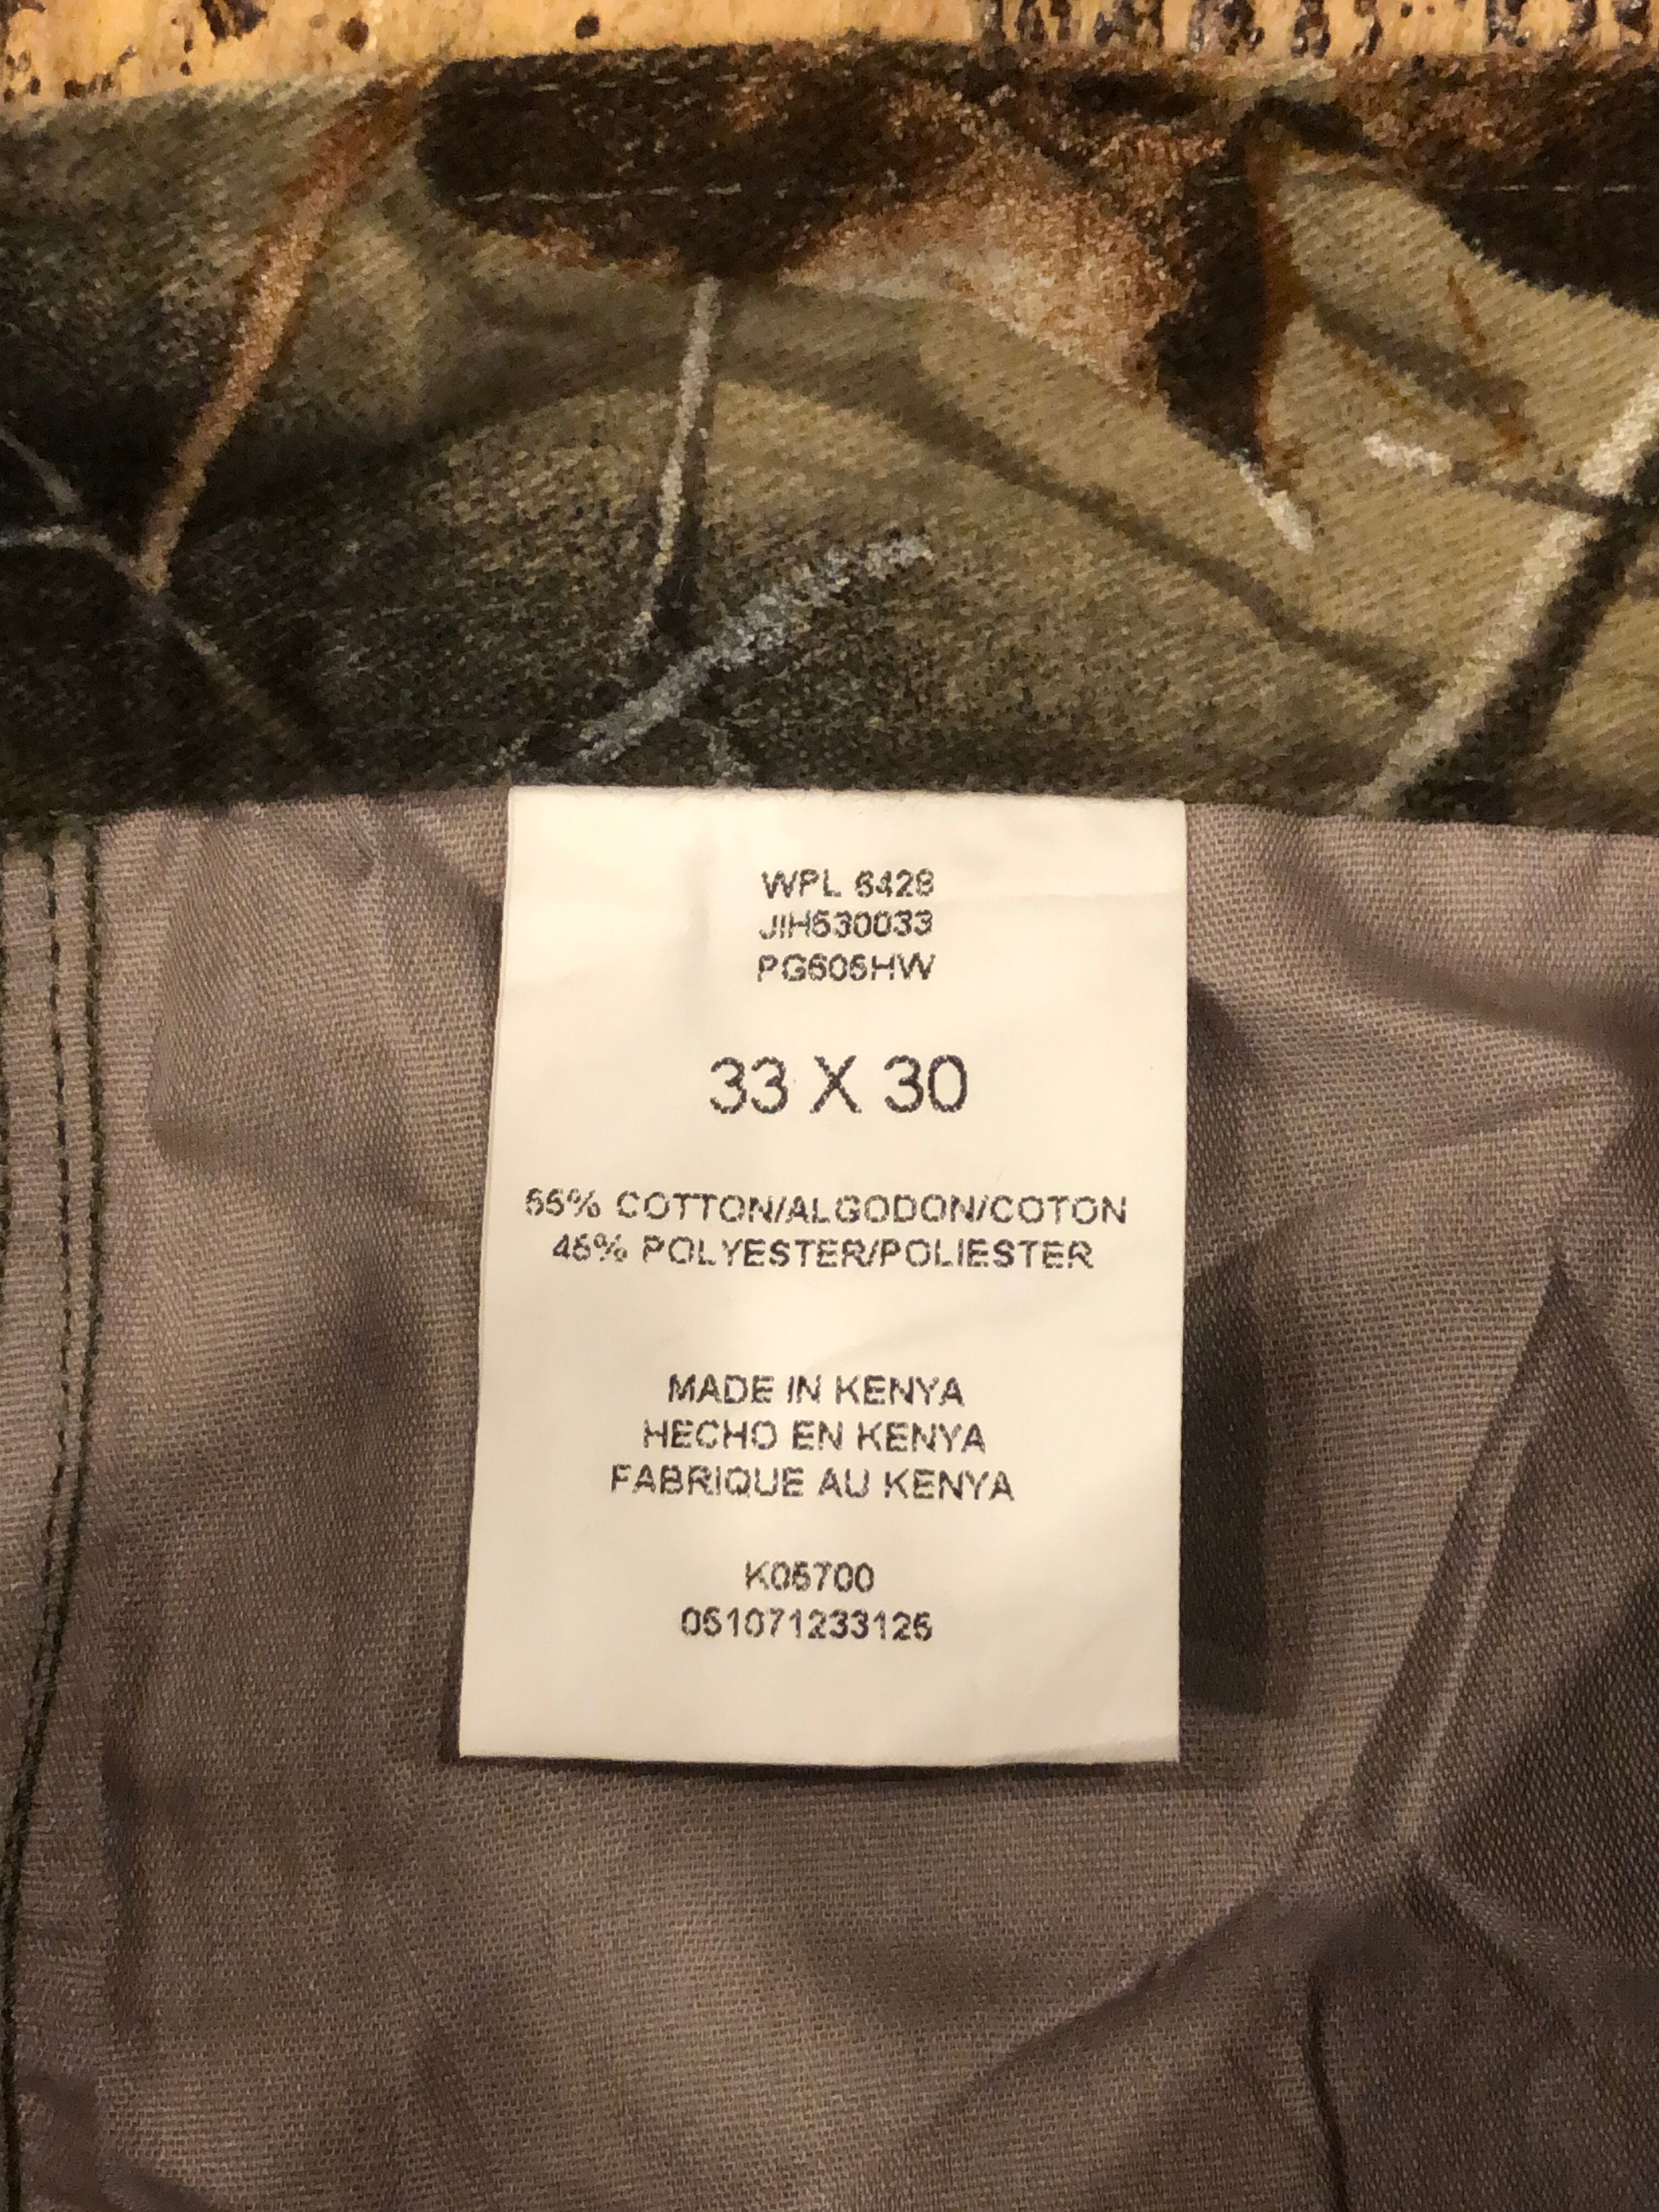 WPL 6428
JIH530033
PG605HW
33 X 30
55% COTTON/ALGODON/COTON
45% POLYESTER/POLIESTER
MADE IN KENYA
HECHO EN KENYA
FABRIQUE AU KENYA
K05700
051071233125